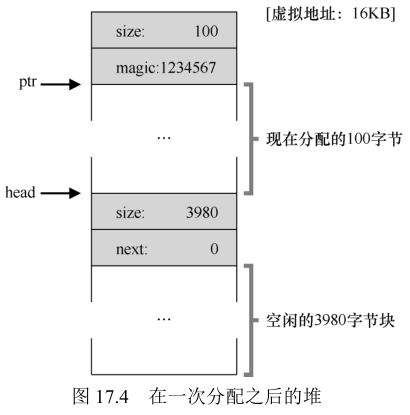 [虚拟地址：16KB]
size: 100
magic:1234567
ptr
...
现在分配的100字节
head
size: 3980
next: 0
...
空闲的3980字节块
图 17.4 在一次分配之后的堆